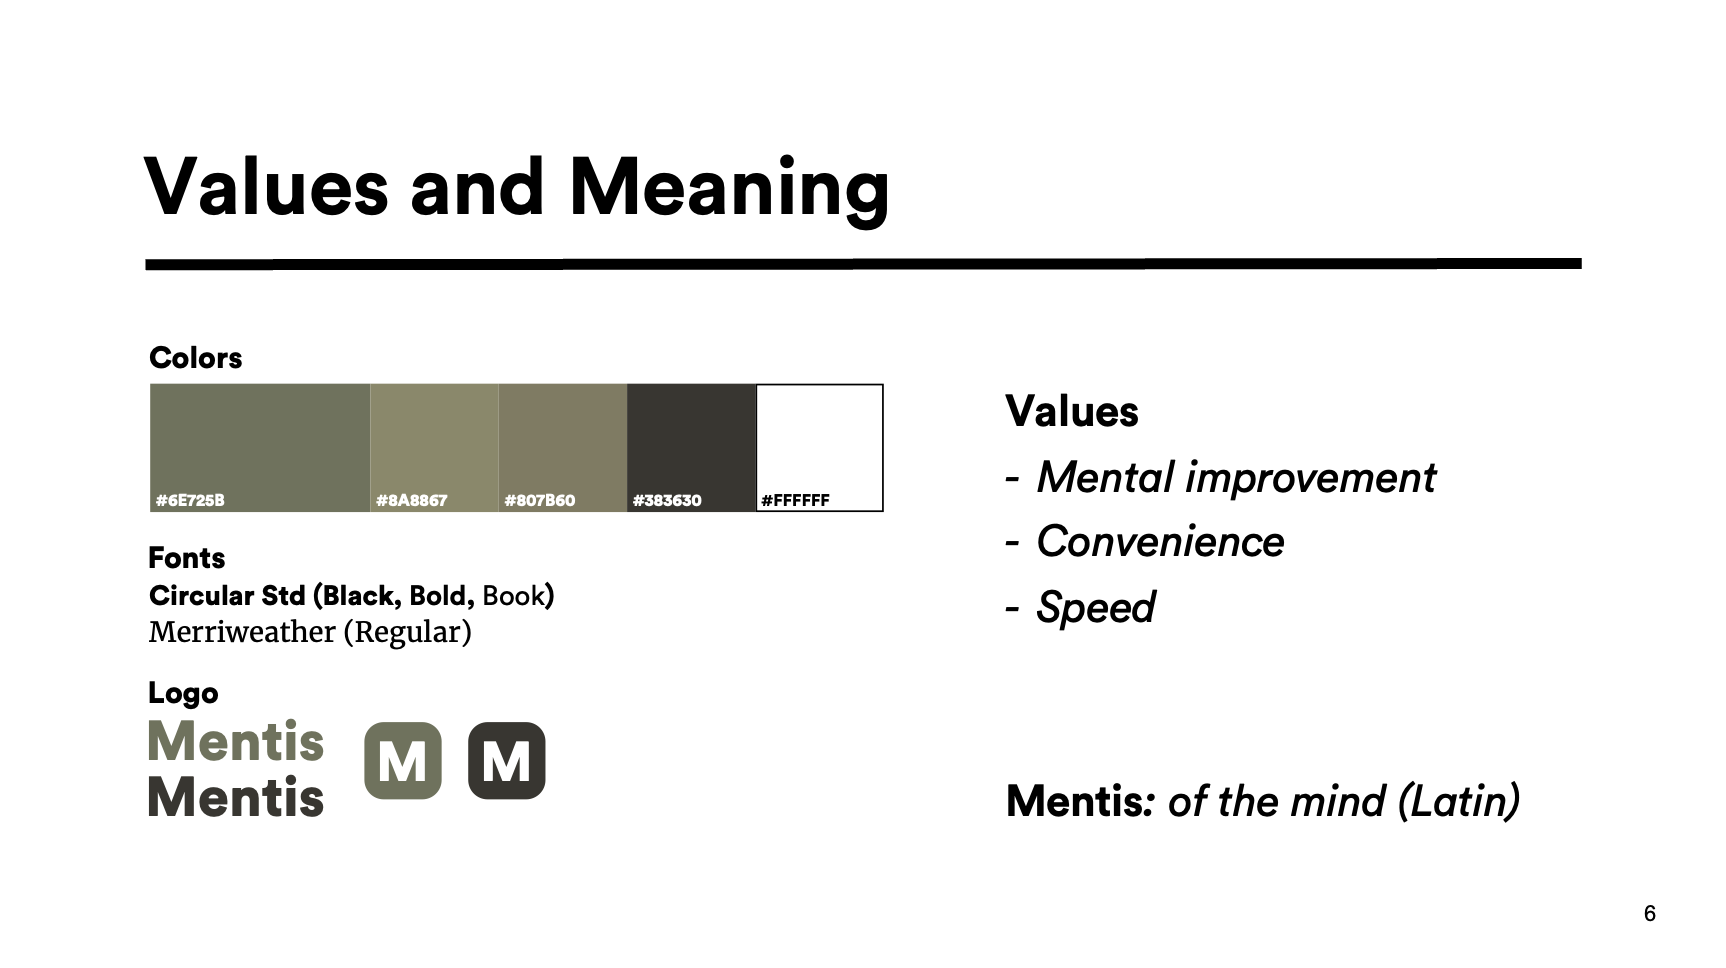 Values and Meaning
Colors
#6E725B #8A8867 #807B60 #383630 #FFFFFF
Fonts
Circular Std (Black, Bold, Book)
Merriweather (Regular)
Logo
Mentis
Mentis
M M
Values
- Mental improvement
- Convenience
- Speed
Mentis: of the mind (Latin)
6